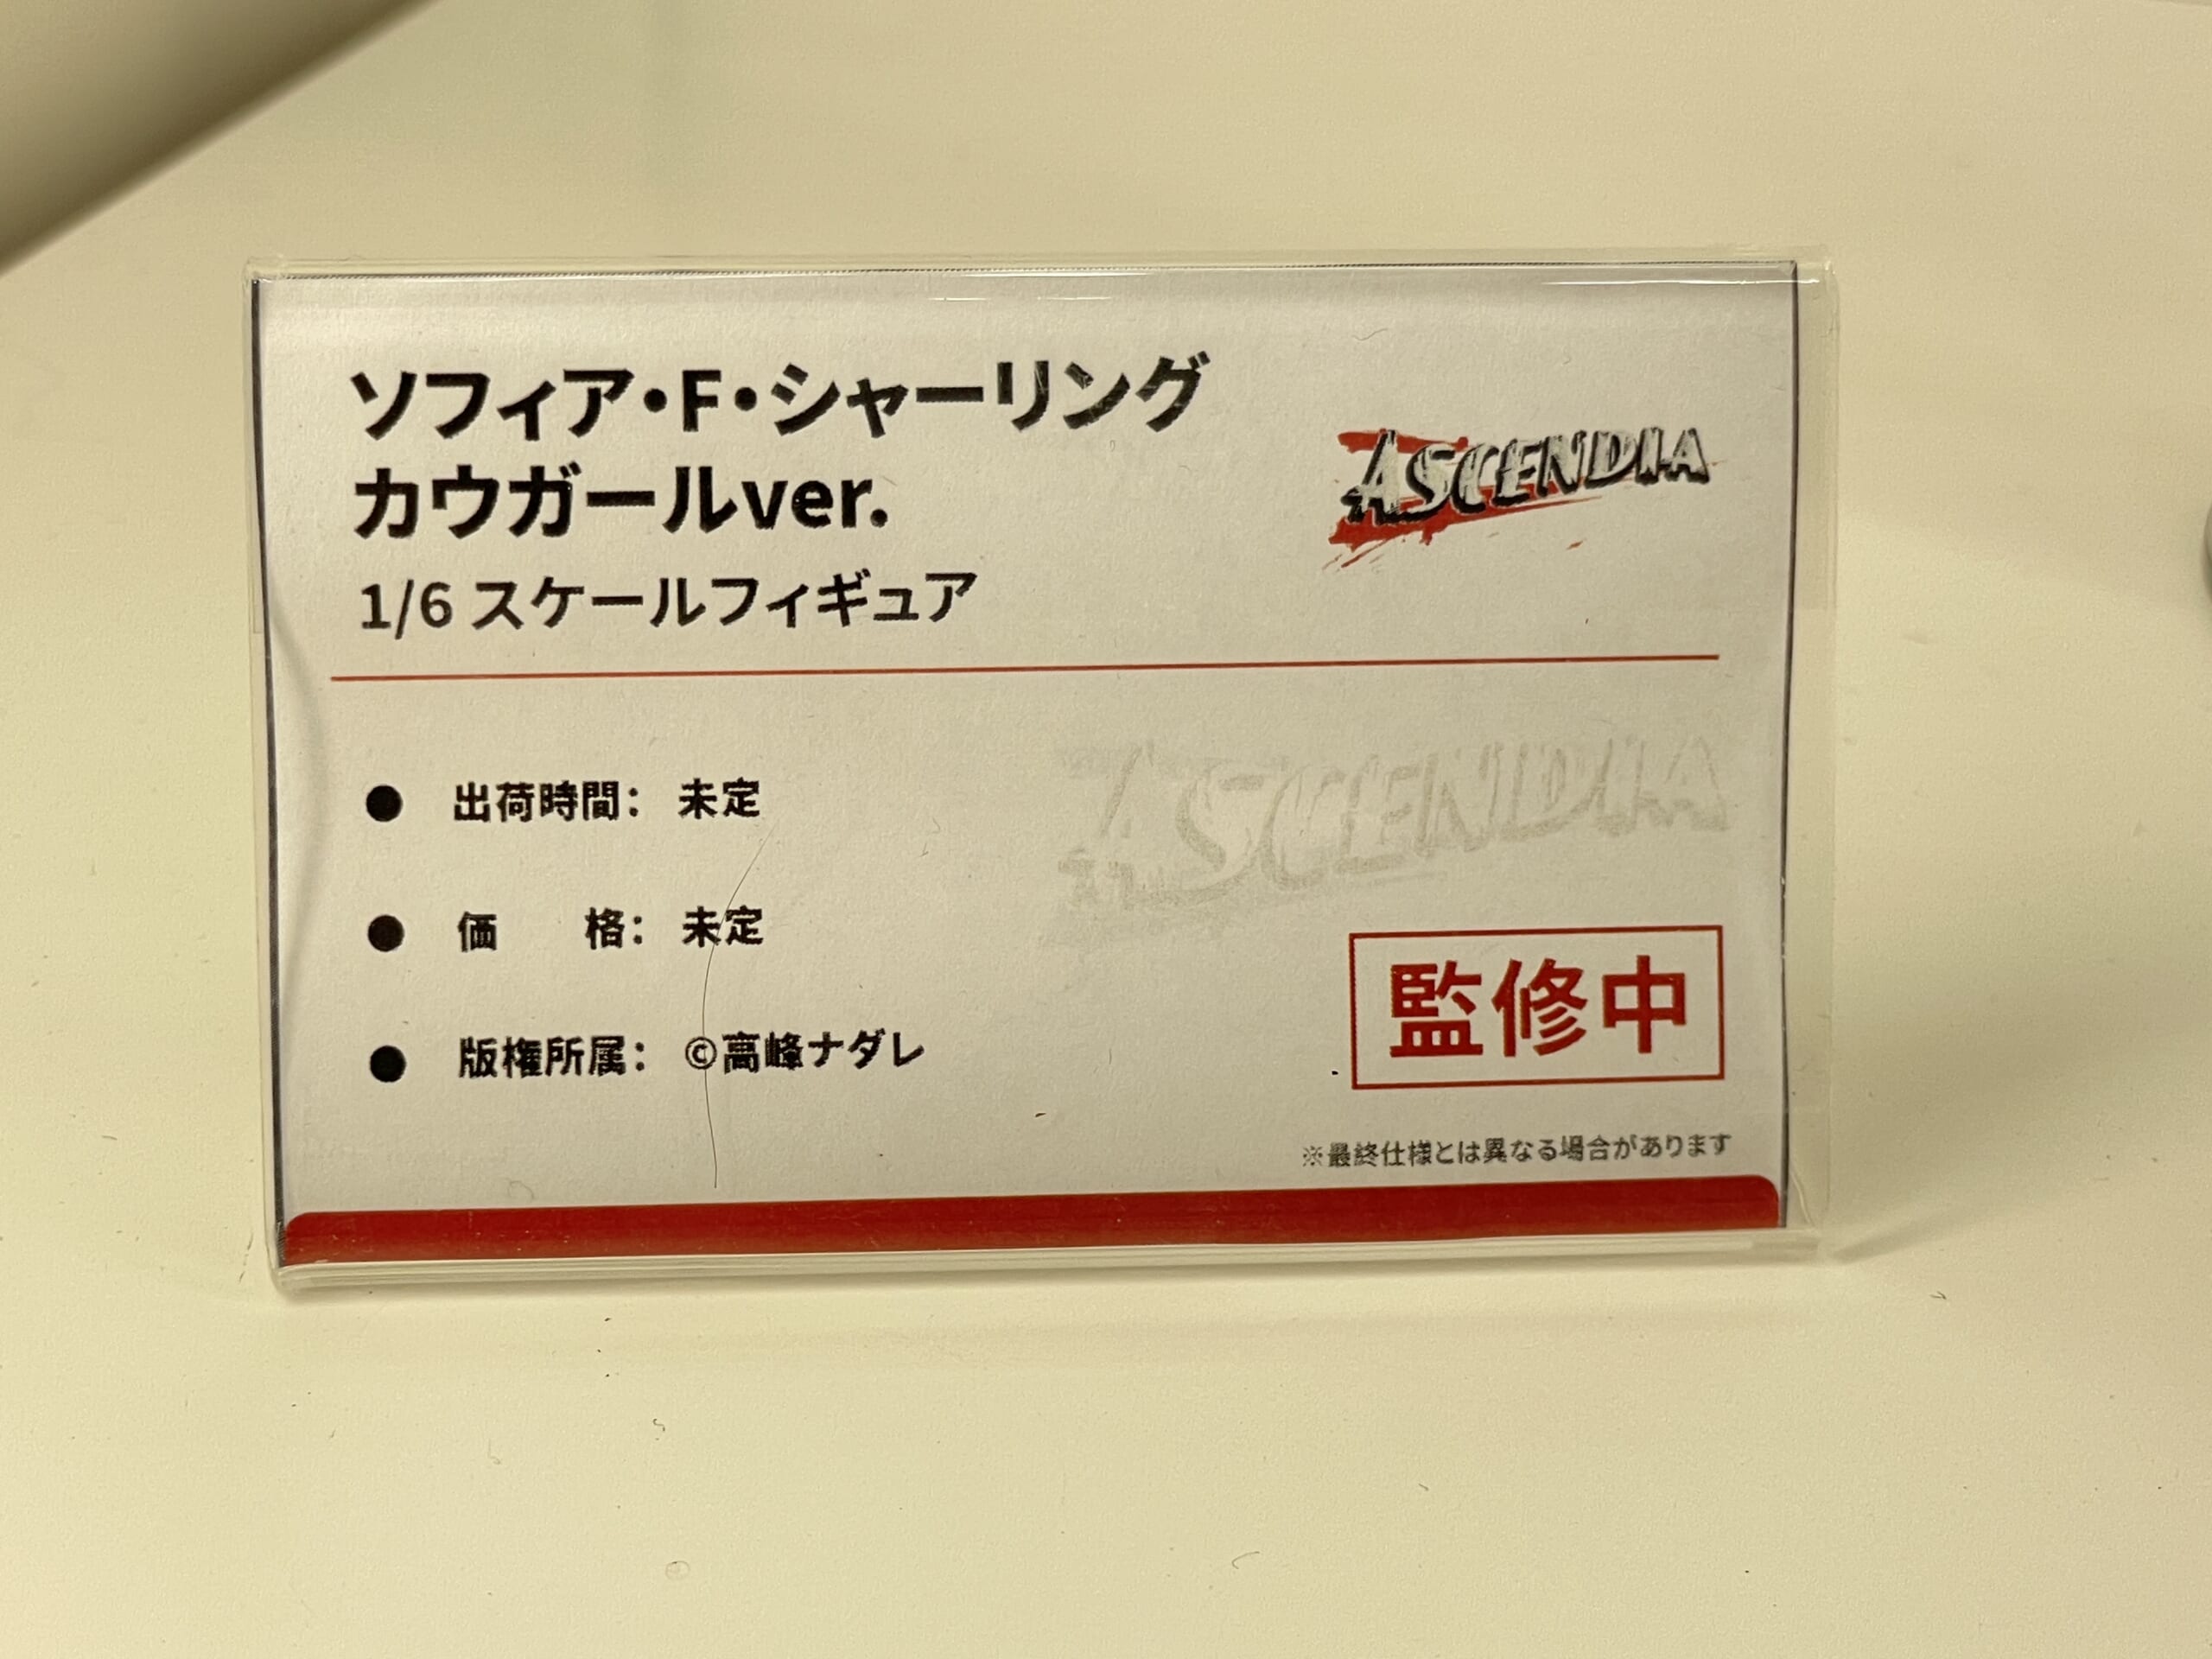 ソフィア・F・シャーリング
カウガールver.
1/6 スケールフィギュア
ASCENDIA
● 出荷時間： 未定
● 価　　格： 未定
● 版権所属： ©高峰ナダレ
ASCENDIA
監修中
※最終仕様とは異なる場合があります